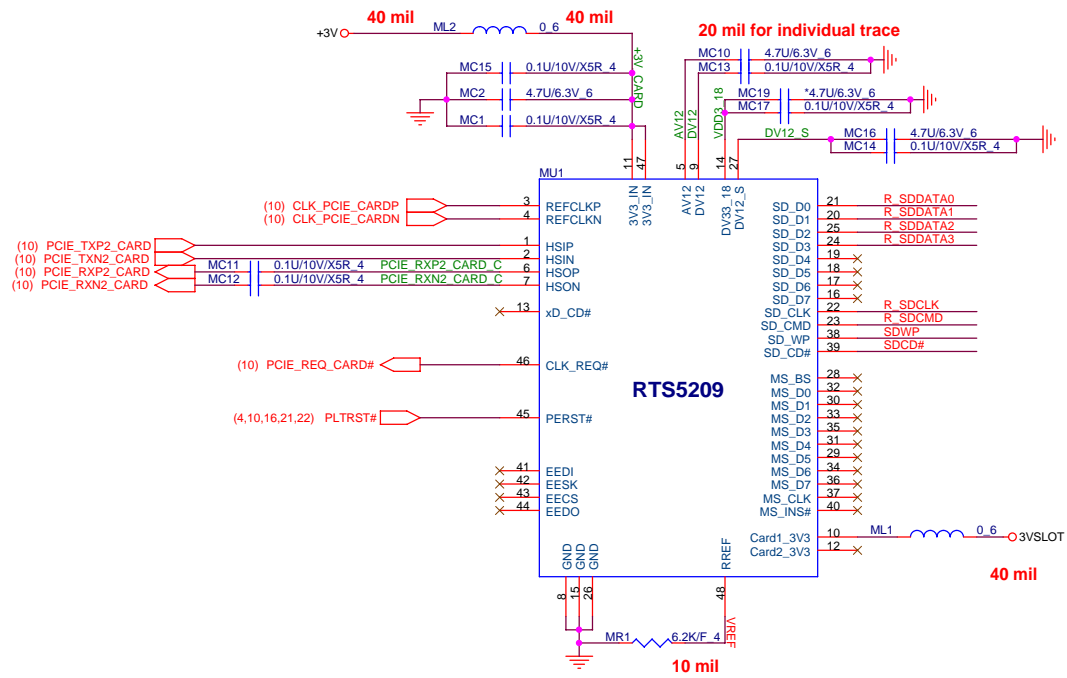 40 mil
40 mil
+3V
ML2
0_6
20 mil for individual trace
+3V_CARD
MC15
0.1U/10V/X5R_4
MC2
4.7U/6.3V_6
MC1
0.1U/10V/X5R_4
MC10
4.7U/6.3V_6
MC13
0.1U/10V/X5R_4
MC19
*4.7U/6.3V_6
MC17
0.1U/10V/X5R_4
MC16
4.7U/6.3V_6
MC14
0.1U/10V/X5R_4
AV12
DV12
VDD3_18
DV12_S
11
47
5
9
14
27
MU1
3V3_IN
3V3_IN
AV12
DV12
DV33_18
DV12_S
(10) CLK_PCIE_CARDP
3
REFCLKP
(10) CLK_PCIE_CARDN
4
REFCLKN
(10) PCIE_TXP2_CARD
1
HSIP
(10) PCIE_TXN2_CARD
2
HSIN
(10) PCIE_RXP2_CARD
MC11
0.1U/10V/X5R_4
PCIE_RXP2_CARD_C
6
HSOP
(10) PCIE_RXN2_CARD
MC12
0.1U/10V/X5R_4
PCIE_RXN2_CARD_C
7
HSON
13
xD_CD#
(10) PCIE_REQ_CARD#
46
CLK_REQ#
(4,10,16,21,22) PLTRST#
45
PERST#
41
EEDI
42
EESK
43
EECS
44
EEDO
RTS5209
SD_D0
21
R_SDDATA0
SD_D1
20
R_SDDATA1
SD_D2
25
R_SDDATA2
SD_D3
24
R_SDDATA3
SD_D4
19
SD_D5
18
SD_D6
17
SD_D7
16
SD_CLK
22
R_SDCLK
SD_CMD
23
R_SDCMD
SD_WP
38
SDWP
SD_CD#
39
SDCD#
MS_BS
28
MS_D0
32
MS_D1
30
MS_D2
33
MS_D3
35
MS_D4
31
MS_D5
29
MS_D6
34
MS_D7
36
MS_CLK
37
MS_INS#
40
Card1_3V3
10
ML1
0_6
3VSLOT
Card2_3V3
12
40 mil
GND
GND
GND
RREF
8
15
26
48
VREF
MR1
6.2K/F_4
10 mil